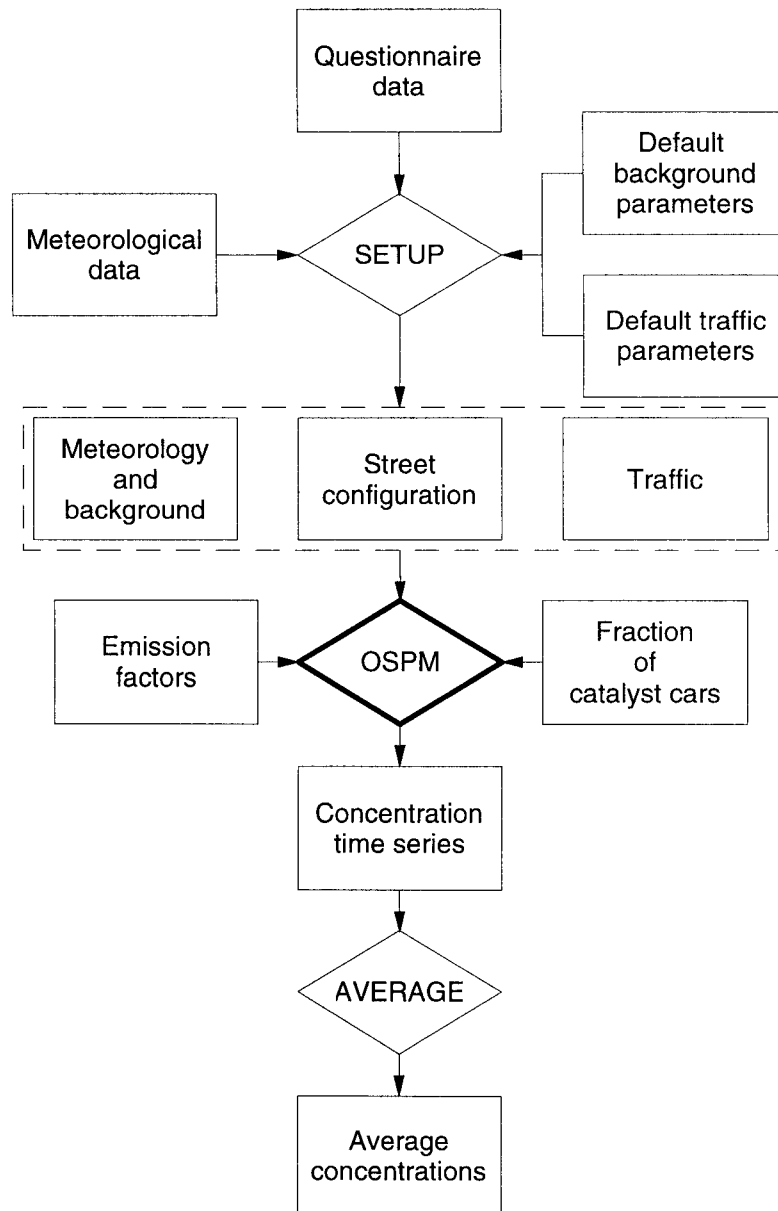 Questionnaire
data
Default
background
parameters
Meteorological
data
SETUP
Default traffic
parameters
Meteorology
and
background
Street
configuration
Traffic
Emission
factors
OSPM
Fraction
of
catalyst cars
Concentration
time series
AVERAGE
Average
concentrations